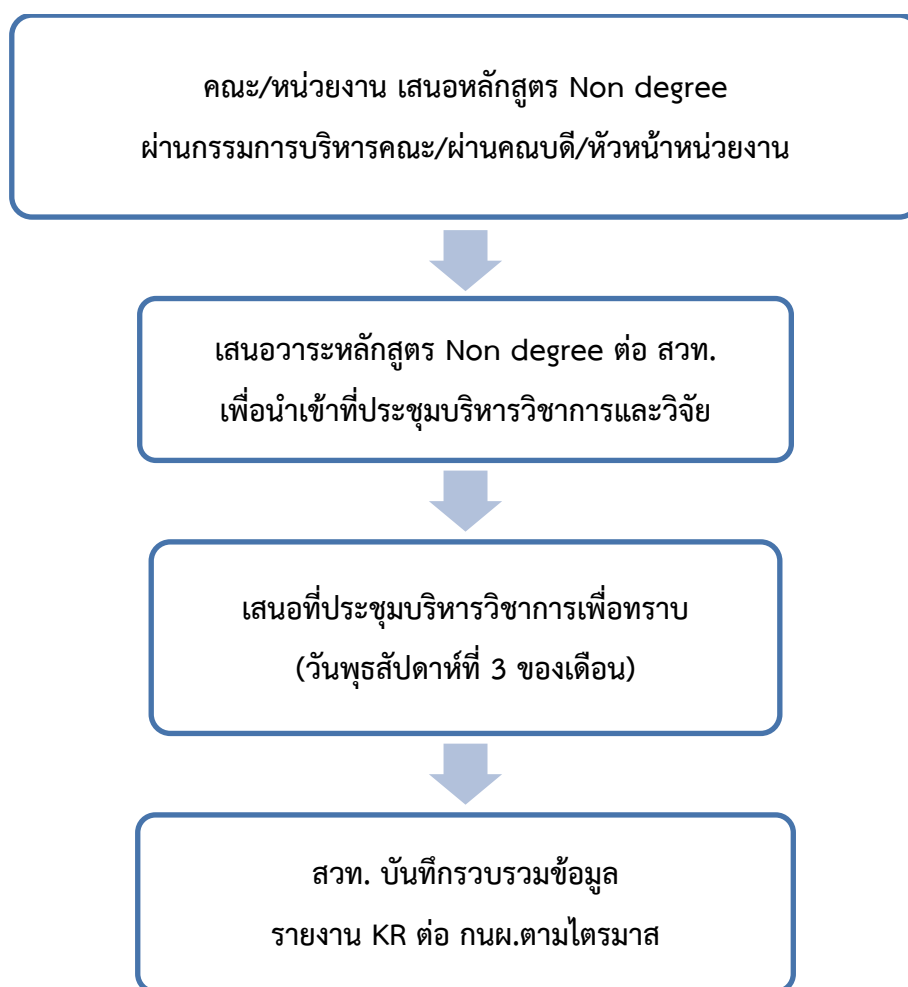 คณะ/หน่วยงาน เสนอหลักสูตร Non degree
ผ่านกรรมการบริหารคณะ/ผ่านคณบดี/หัวหน้าหน่วยงาน
เสนอวาระหลักสูตร Non degree ต่อ สวท.
เพื่อนำเข้าที่ประชุมบริหารวิชาการและวิจัย
เสนอที่ประชุมบริหารวิชาการเพื่อทราบ
(วันพุธสัปดาห์ที่ 3 ของเดือน)
สวท. บันทึกรวบรวมข้อมูล
รายงาน KR ต่อ กนผ.ตามไตรมาส